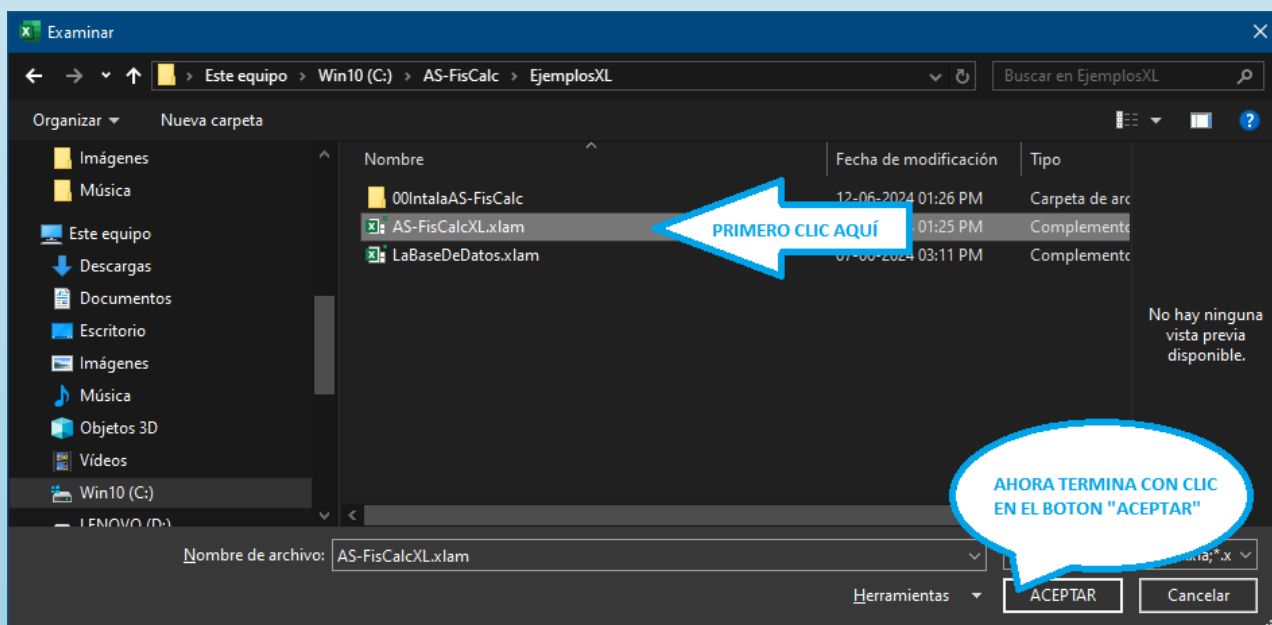 Examinar
Este equipo > Win10 (C:) > AS-FisCalc > EjemplosXL
Buscar en EjemplosXL
Organizar
Nueva carpeta
Imágenes
Música
Este equipo
Descargas
Documentos
Escritorio
Imágenes
Música
Objetos 3D
Vídeos
Win10 (C:)
LENOVO (D:)
Nombre
Fecha de modificación
Tipo
00IntalaAS-FisCalc
12-06-2024 01:26 PM
Carpeta de arc
AS-FisCalcXL.xlam
01:25 PM
Complemento
LaBaseDeDatos.xlam
07-06-2024 03:11 PM
Complemento
PRIMERO CLIC AQUÍ
No hay ninguna
vista previa
disponible.
AHORA TERMINA CON CLIC
EN EL BOTON "ACEPTAR"
Nombre de archivo:
AS-FisCalcXL.xlam
Herramientas
ACEPTAR
Cancelar